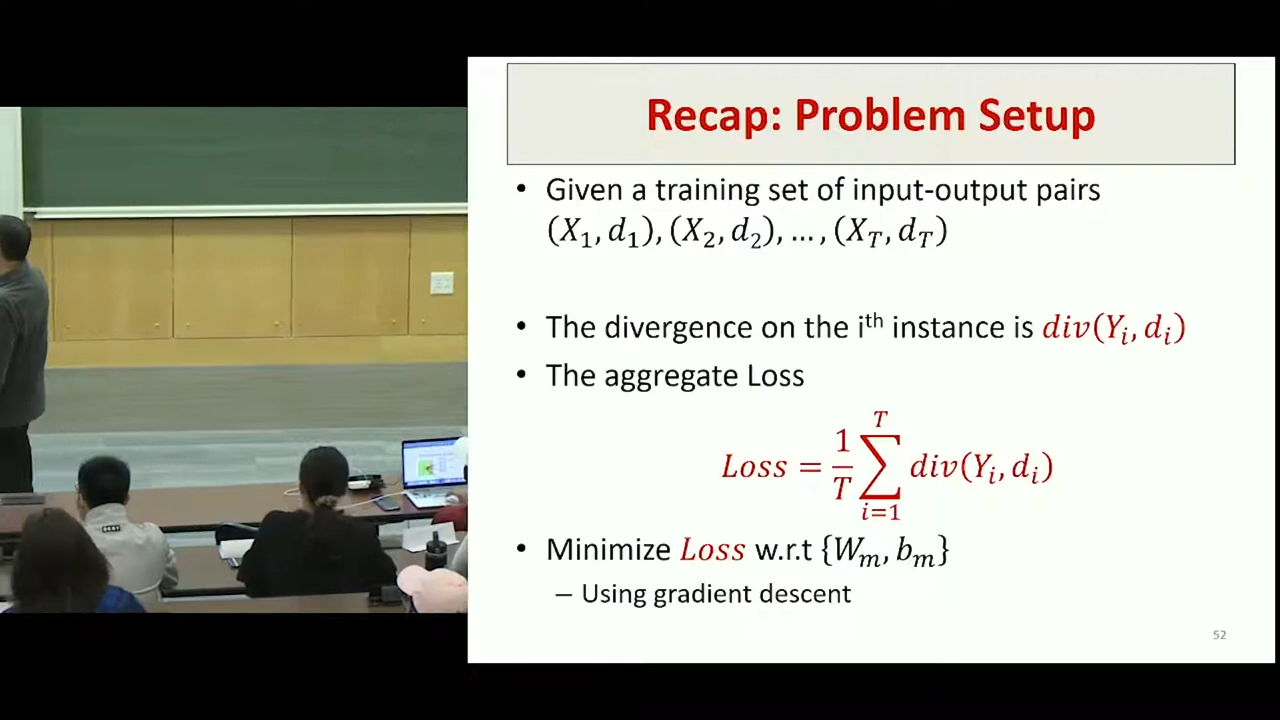 Recap: Problem Setup
• Given a training set of input-output pairs
(X₁, d₁), (X₂, d₂), …, (X_T, d_T)
• The divergence on the iᵗʰ instance is div(Yᵢ, dᵢ)
• The aggregate Loss
Loss = 1/T ∑_{i=1}^{T} div(Yᵢ, dᵢ)
• Minimize Loss w.r.t {Wₘ, bₘ}
– Using gradient descent
52